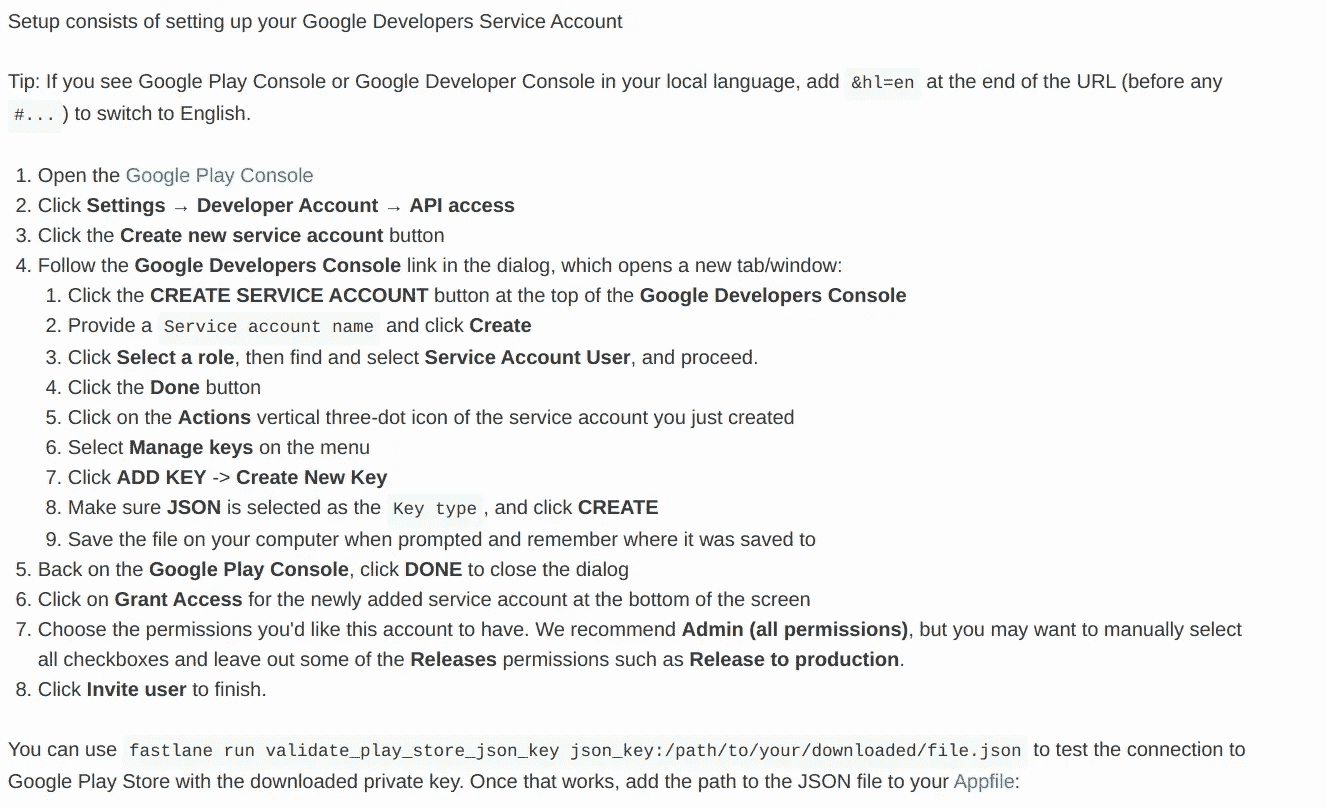 Setup consists of setting up your Google Developers Service Account
Tip: If you see Google Play Console or Google Developer Console in your local language, add &hl=en at the end of the URL (before any
#... ) to switch to English.
1. Open the Google Play Console
2. Click Settings → Developer Account → API access
3. Click the Create new service account button
4. Follow the Google Developers Console link in the dialog, which opens a new tab/window:
1. Click the CREATE SERVICE ACCOUNT button at the top of the Google Developers Console
2. Provide a Service account name and click Create
3. Click Select a role, then find and select Service Account User, and proceed.
4. Click the Done button
5. Click on the Actions vertical three-dot icon of the service account you just created
6. Select Manage keys on the menu
7. Click ADD KEY -> Create New Key
8. Make sure JSON is selected as the Key type , and click CREATE
9. Save the file on your computer when prompted and remember where it was saved to
5. Back on the Google Play Console, click DONE to close the dialog
6. Click on Grant Access for the newly added service account at the bottom of the screen
7. Choose the permissions you'd like this account to have. We recommend Admin (all permissions), but you may want to manually select
all checkboxes and leave out some of the Releases permissions such as Release to production.
8. Click Invite user to finish.
You can use fastlane run validate_play_store_json_key json_key:/path/to/your/downloaded/file.json to test the connection to
Google Play Store with the downloaded private key. Once that works, add the path to the JSON file to your Appfile: